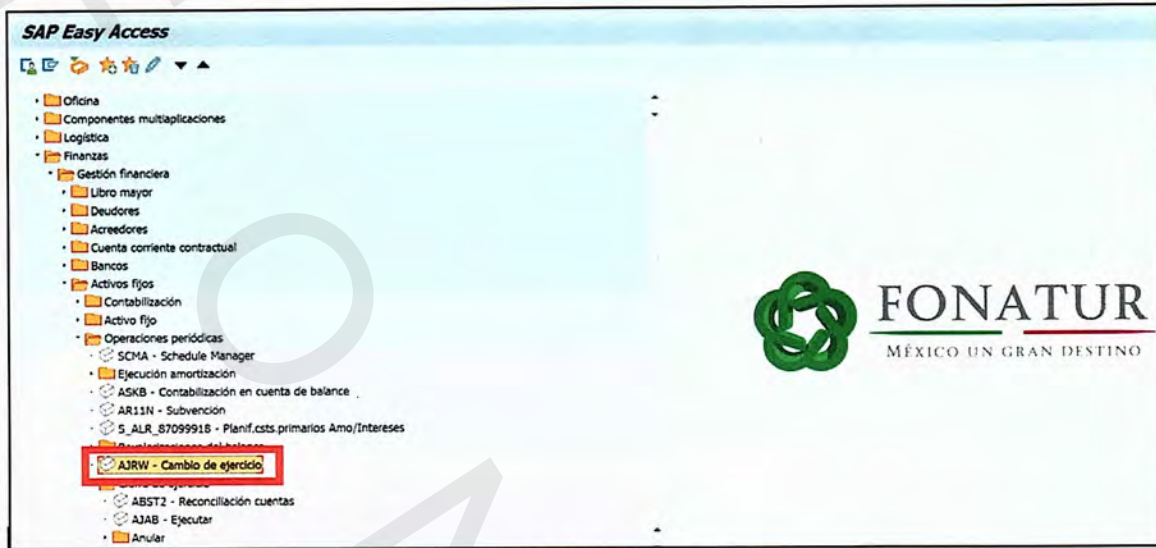 SAP Easy Access
Oficina
Componentes multiaplicaciones
Logística
Finanzas
Gestión financiera
Libro mayor
Deudores
Acreedores
Cuenta corriente contractual
Bancos
Activos fijos
Contabilización
Activo fijo
Operaciones periódicas
SCMA - Schedule Manager
Ejecución amortización
ASKB - Contabilización en cuenta de balance
AR11N - Subvención
S_ALR_87099918 - Planif.csts.primarios Amo/Intereses
AJRW - Cambio de ejercicio
ABST2 - Reconciliación cuentas
AJAB - Ejecutar
Anular
FONATUR
MÉXICO UN GRAN DESTINO